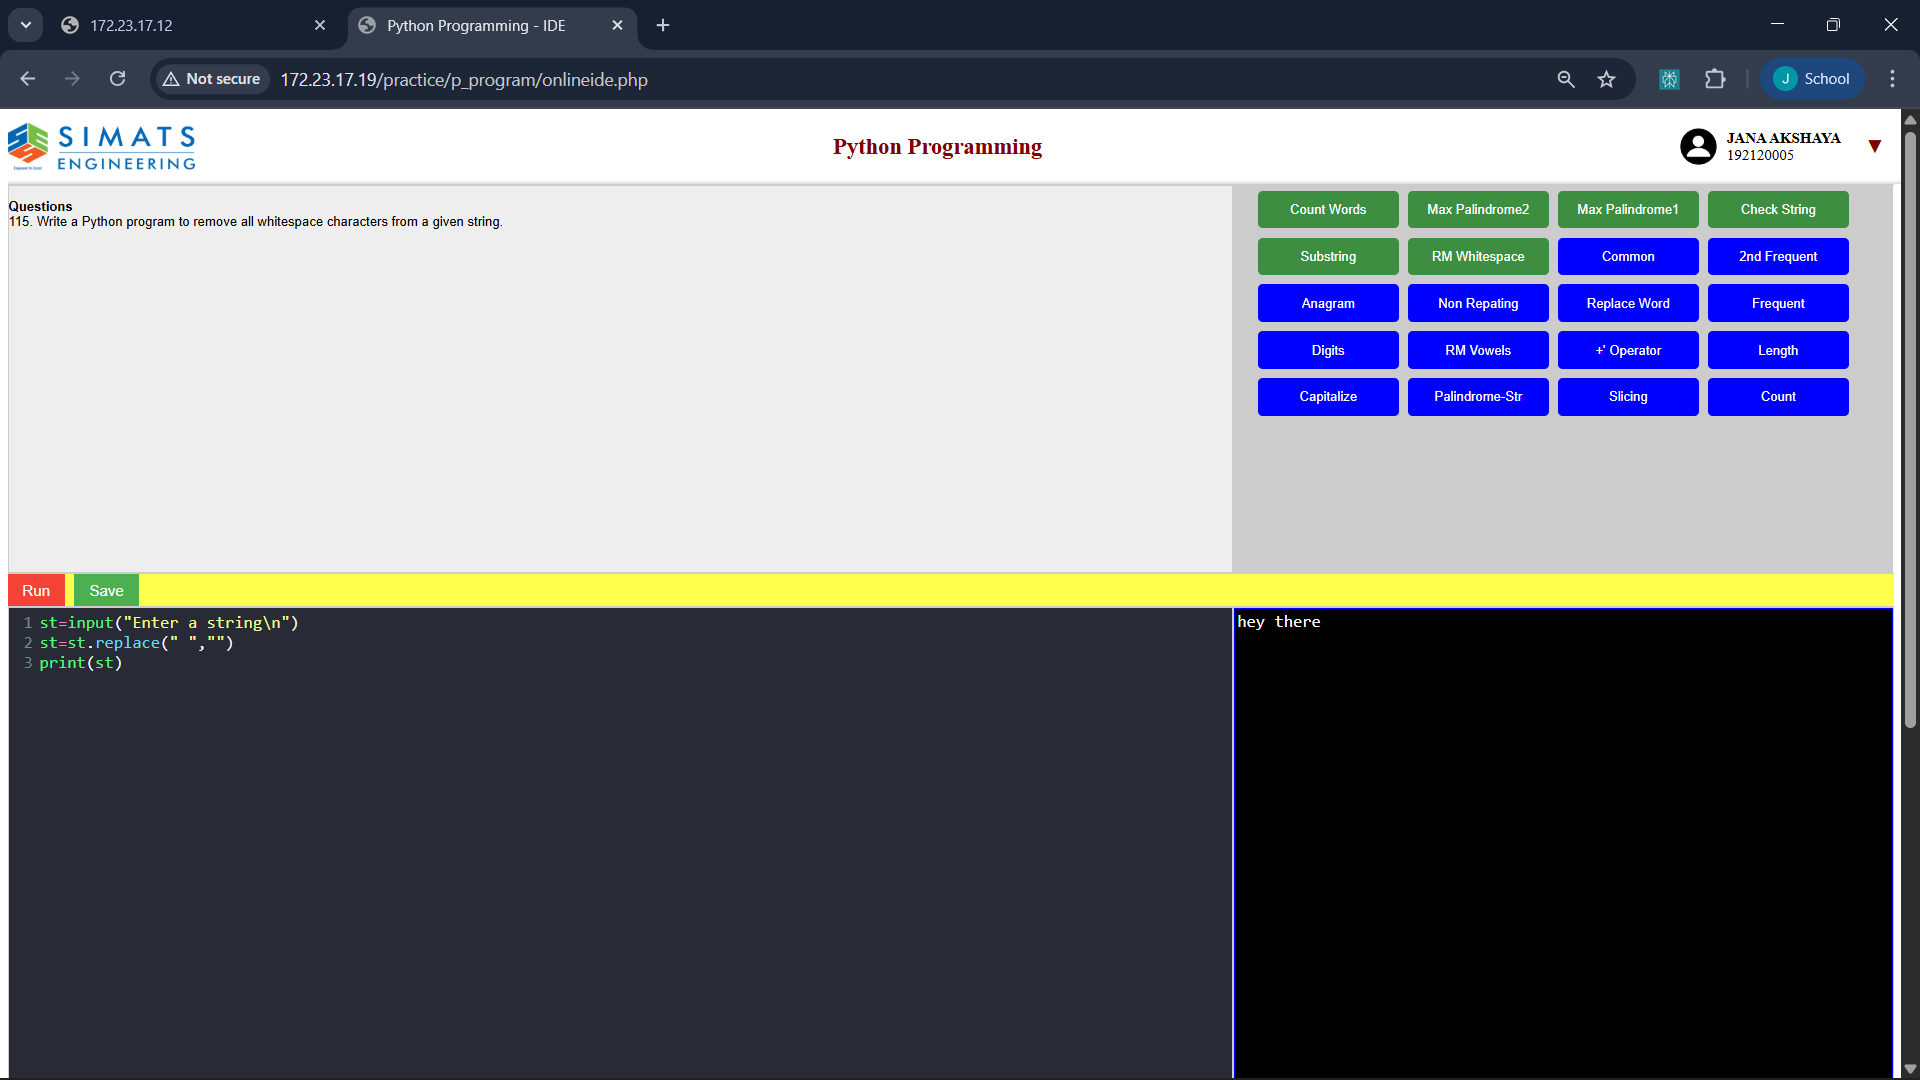 172.23.17.12
Python Programming - IDE
Not secure
172.23.17.19/practice/p_program/onlineide.php
J
School
SIMATS
ENGINEERING
Python Programming
JANA AKSHAYA
192120005
Questions
115. Write a Python program to remove all whitespace characters from a given string.
Count Words
Max Palindrome2
Max Palindrome1
Check String
Substring
RM Whitespace
Common
2nd Frequent
Anagram
Non Repating
Replace Word
Frequent
Digits
RM Vowels
+' Operator
Length
Capitalize
Palindrome-Str
Slicing
Count
Run
Save
1 st=input("Enter a string\n")
2 st=st.replace(" ","")
3 print(st)
hey there